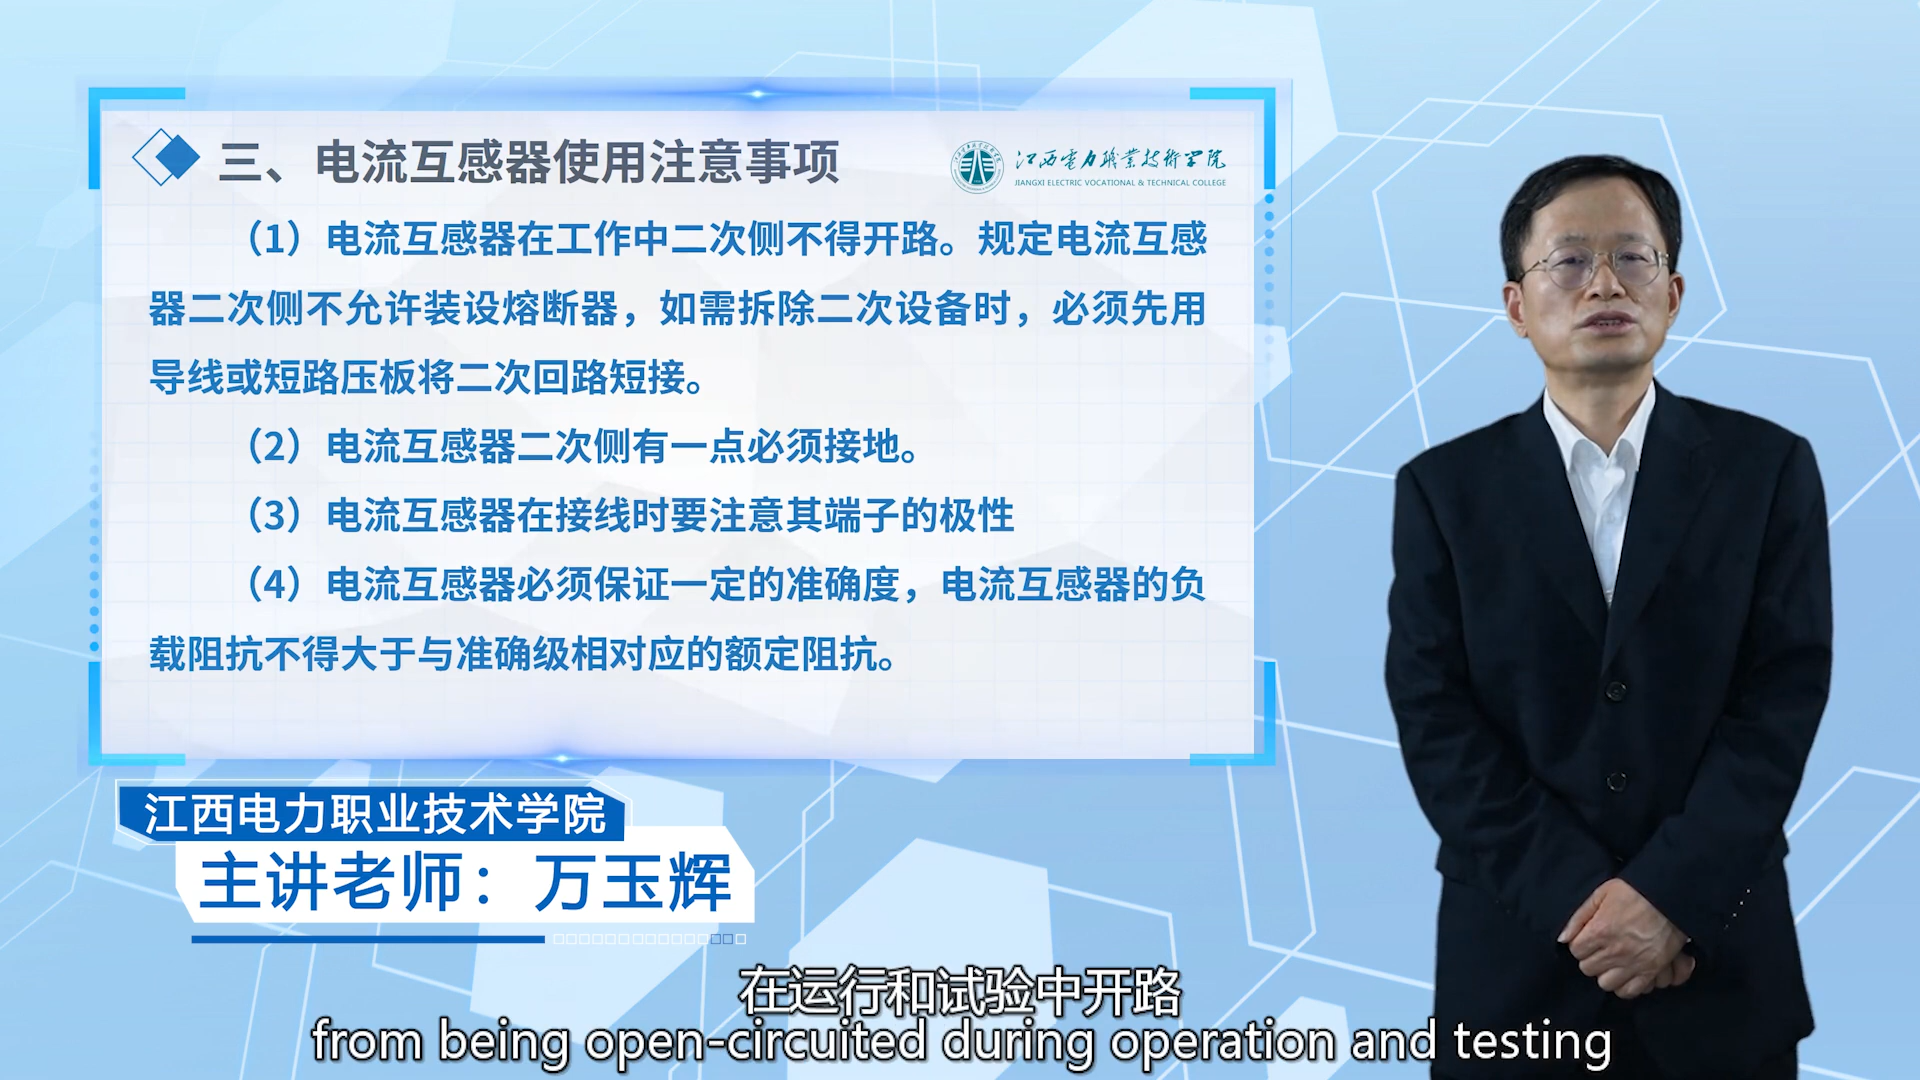 三、电流互感器使用注意事项
江西電力職業技術学院
JIANGXI ELECTRIC VOCATIONAL & TECHNICAL COLLEGE
（1）电流互感器在工作中二次侧不得开路。规定电流互感
器二次侧不允许装设熔断器，如需拆除二次设备时，必须先用
导线或短路压板将二次回路短接。
（2）电流互感器二次侧有一点必须接地。
（3）电流互感器在接线时要注意其端子的极性
（4）电流互感器必须保证一定的准确度，电流互感器的负
载阻抗不得大于与准确级相对应的额定阻抗。
江西电力职业技术学院
主讲老师：万玉辉
在运行和试验中开路
from being open-circuited during operation and testing